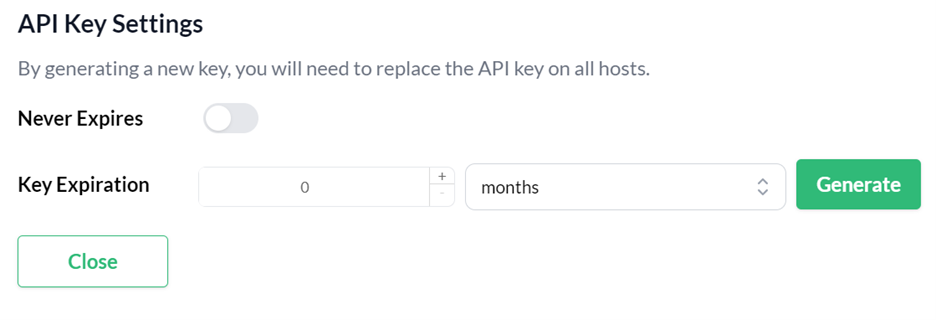 API Key Settings
By generating a new key, you will need to replace the API key on all hosts.
Never Expires
Key Expiration 0 + - months Generate
Close